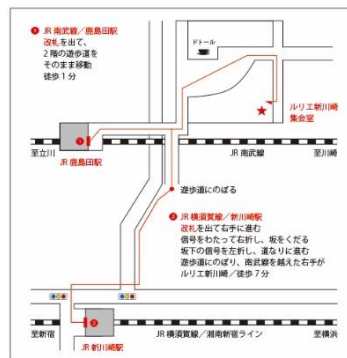 ❶ JR 南武線／鹿島田駅
改札を出て、
2 階の遊歩道を
そのまま移動
徒歩 1 分
ドトール
ルリエ新川崎
集会室
❶
至立川
JR 鹿島田駅
JR 南武線
至川崎
遊歩道にのぼる
❷ JR 横須賀線／新川崎駅
改札を出て右手に進む
信号をわたって右折し、坂をくだる
坂下の信号を左折し、道なりに進む
遊歩道にのぼり、南武線を越えた右手が
ルリエ新川崎／徒歩 7 分
❷
至新宿
JR 新川崎駅
JR 横須賀線／湘南新宿ライン
至横浜